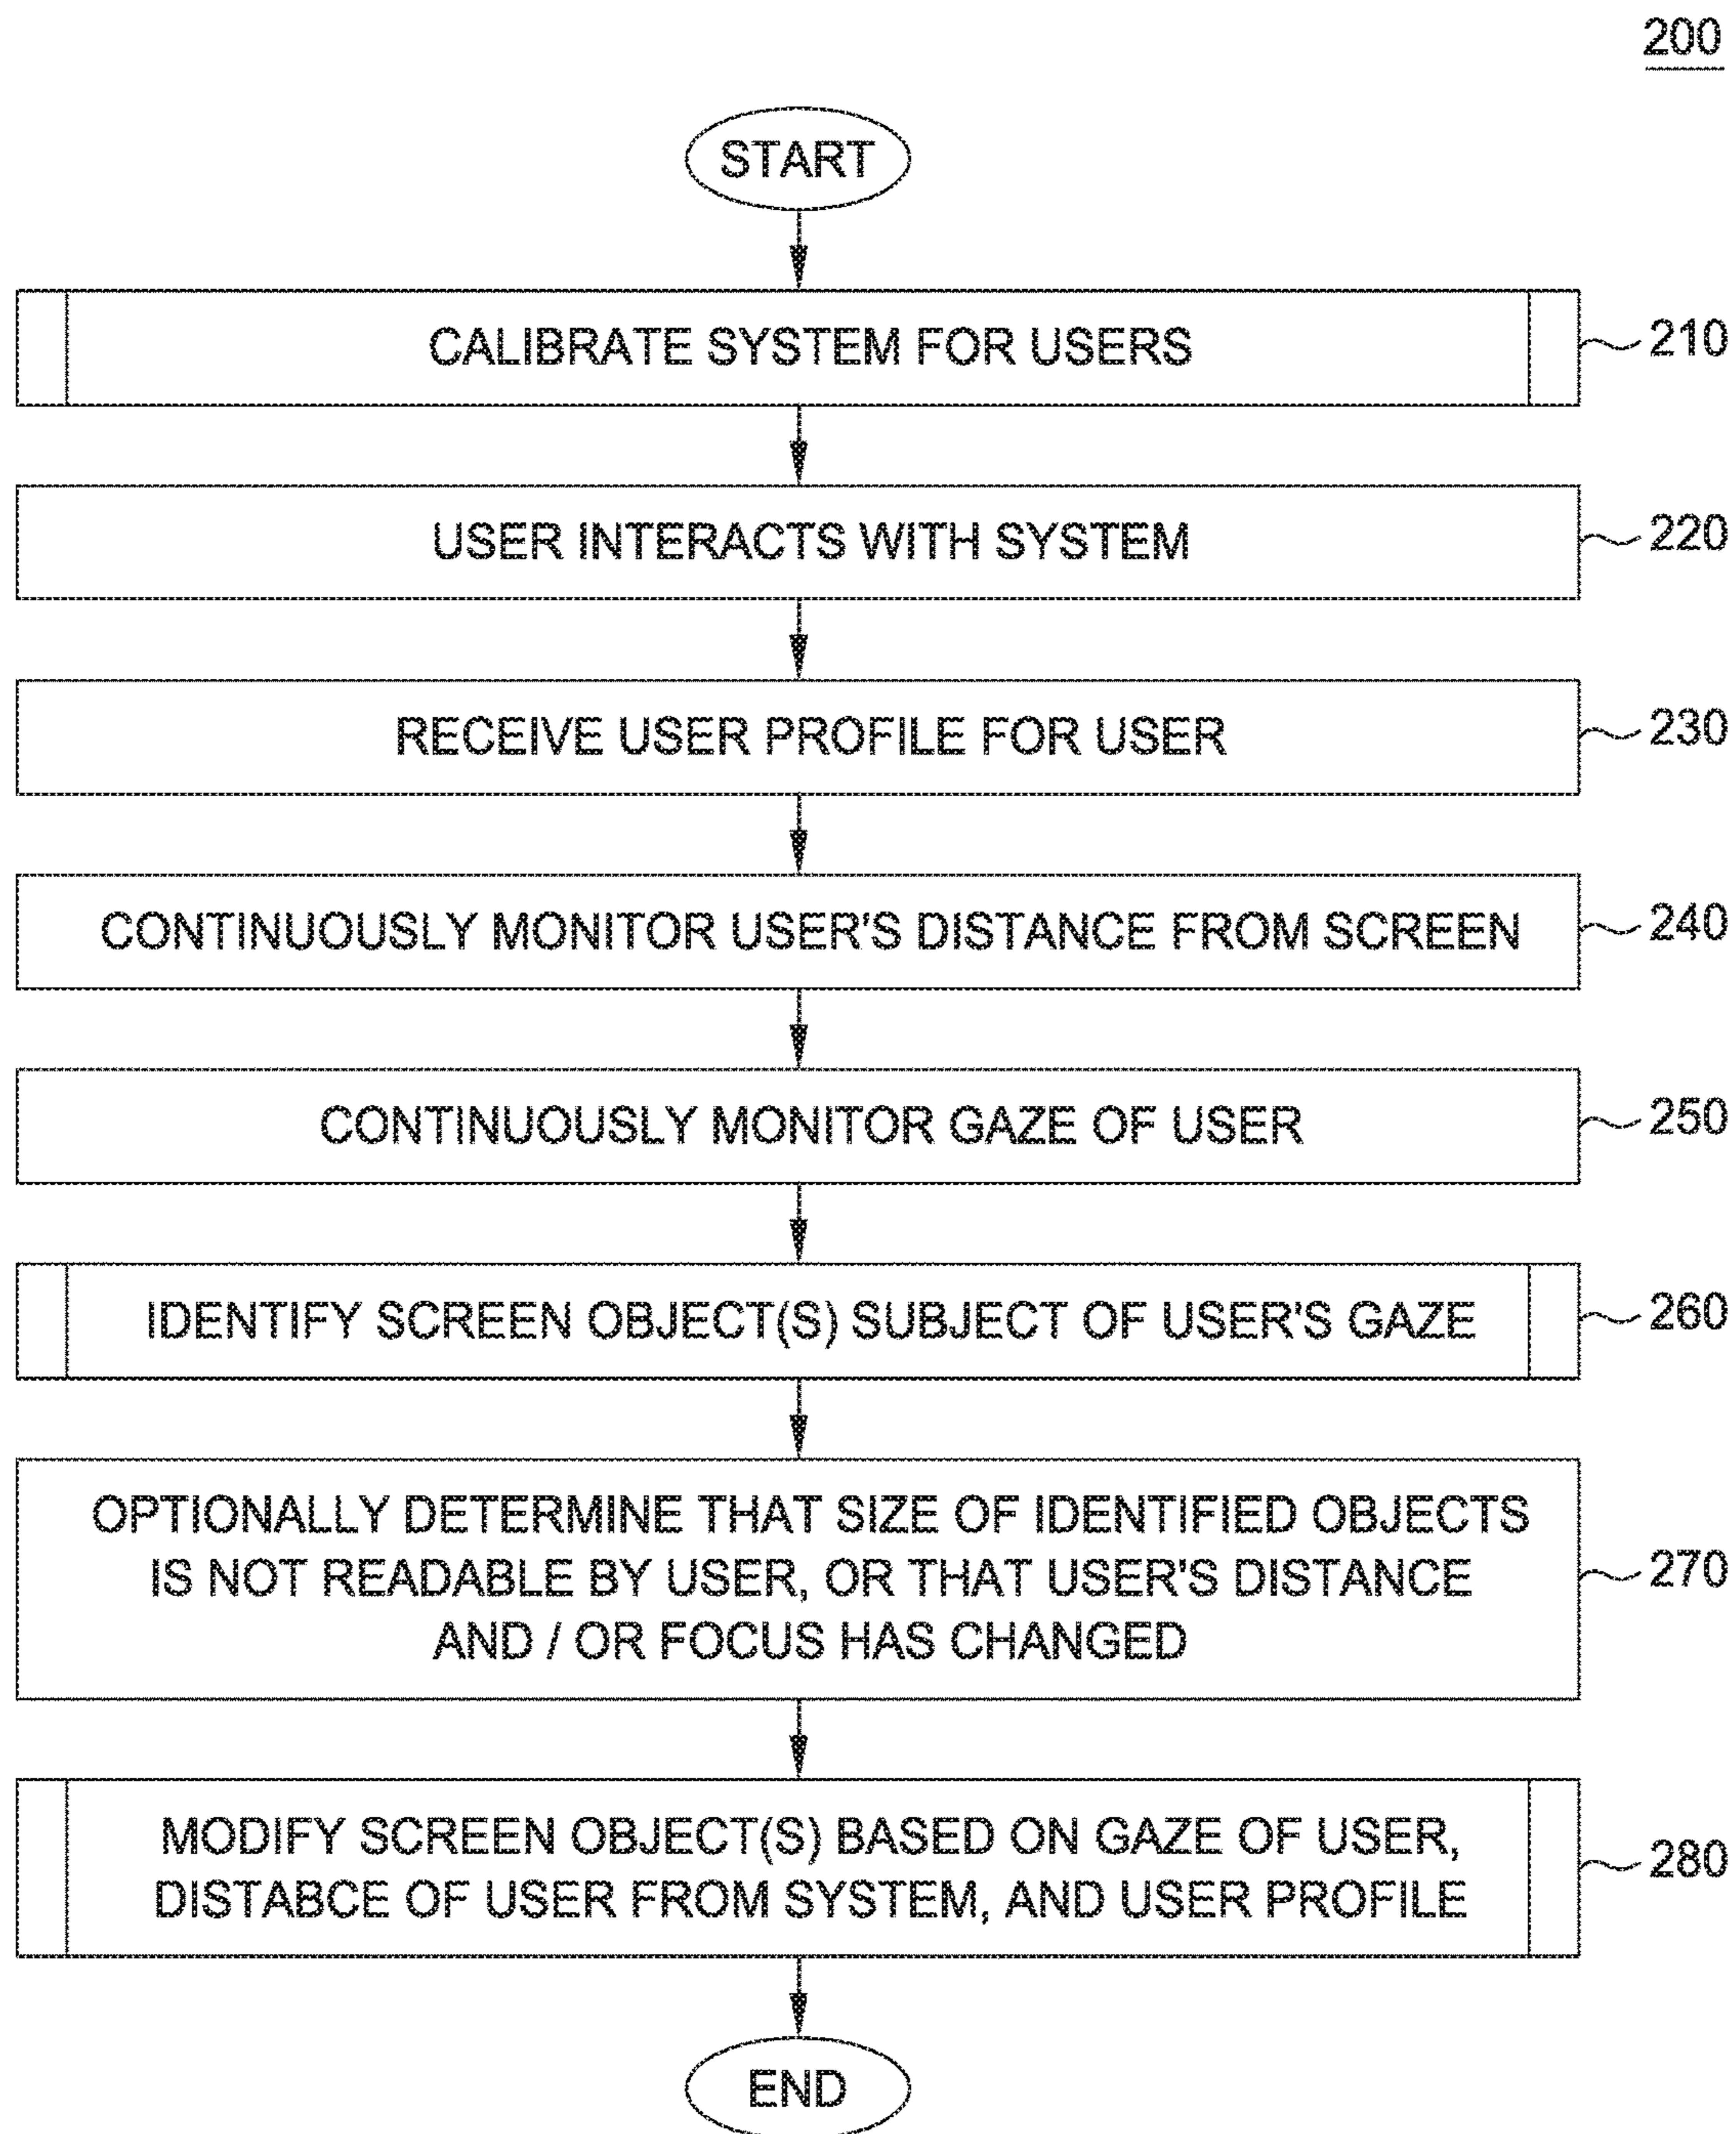 200
START
CALIBRATE SYSTEM FOR USERS
210
USER INTERACTS WITH SYSTEM
220
RECEIVE USER PROFILE FOR USER
230
CONTINUOUSLY MONITOR USER'S DISTANCE FROM SCREEN
240
CONTINUOUSLY MONITOR GAZE OF USER
250
IDENTIFY SCREEN OBJECT(S) SUBJECT OF USER'S GAZE
260
OPTIONALLY DETERMINE THAT SIZE OF IDENTIFIED OBJECTS
IS NOT READABLE BY USER, OR THAT USER'S DISTANCE
AND / OR FOCUS HAS CHANGED
270
MODIFY SCREEN OBJECT(S) BASED ON GAZE OF USER,
DISTABCE OF USER FROM SYSTEM, AND USER PROFILE
280
END